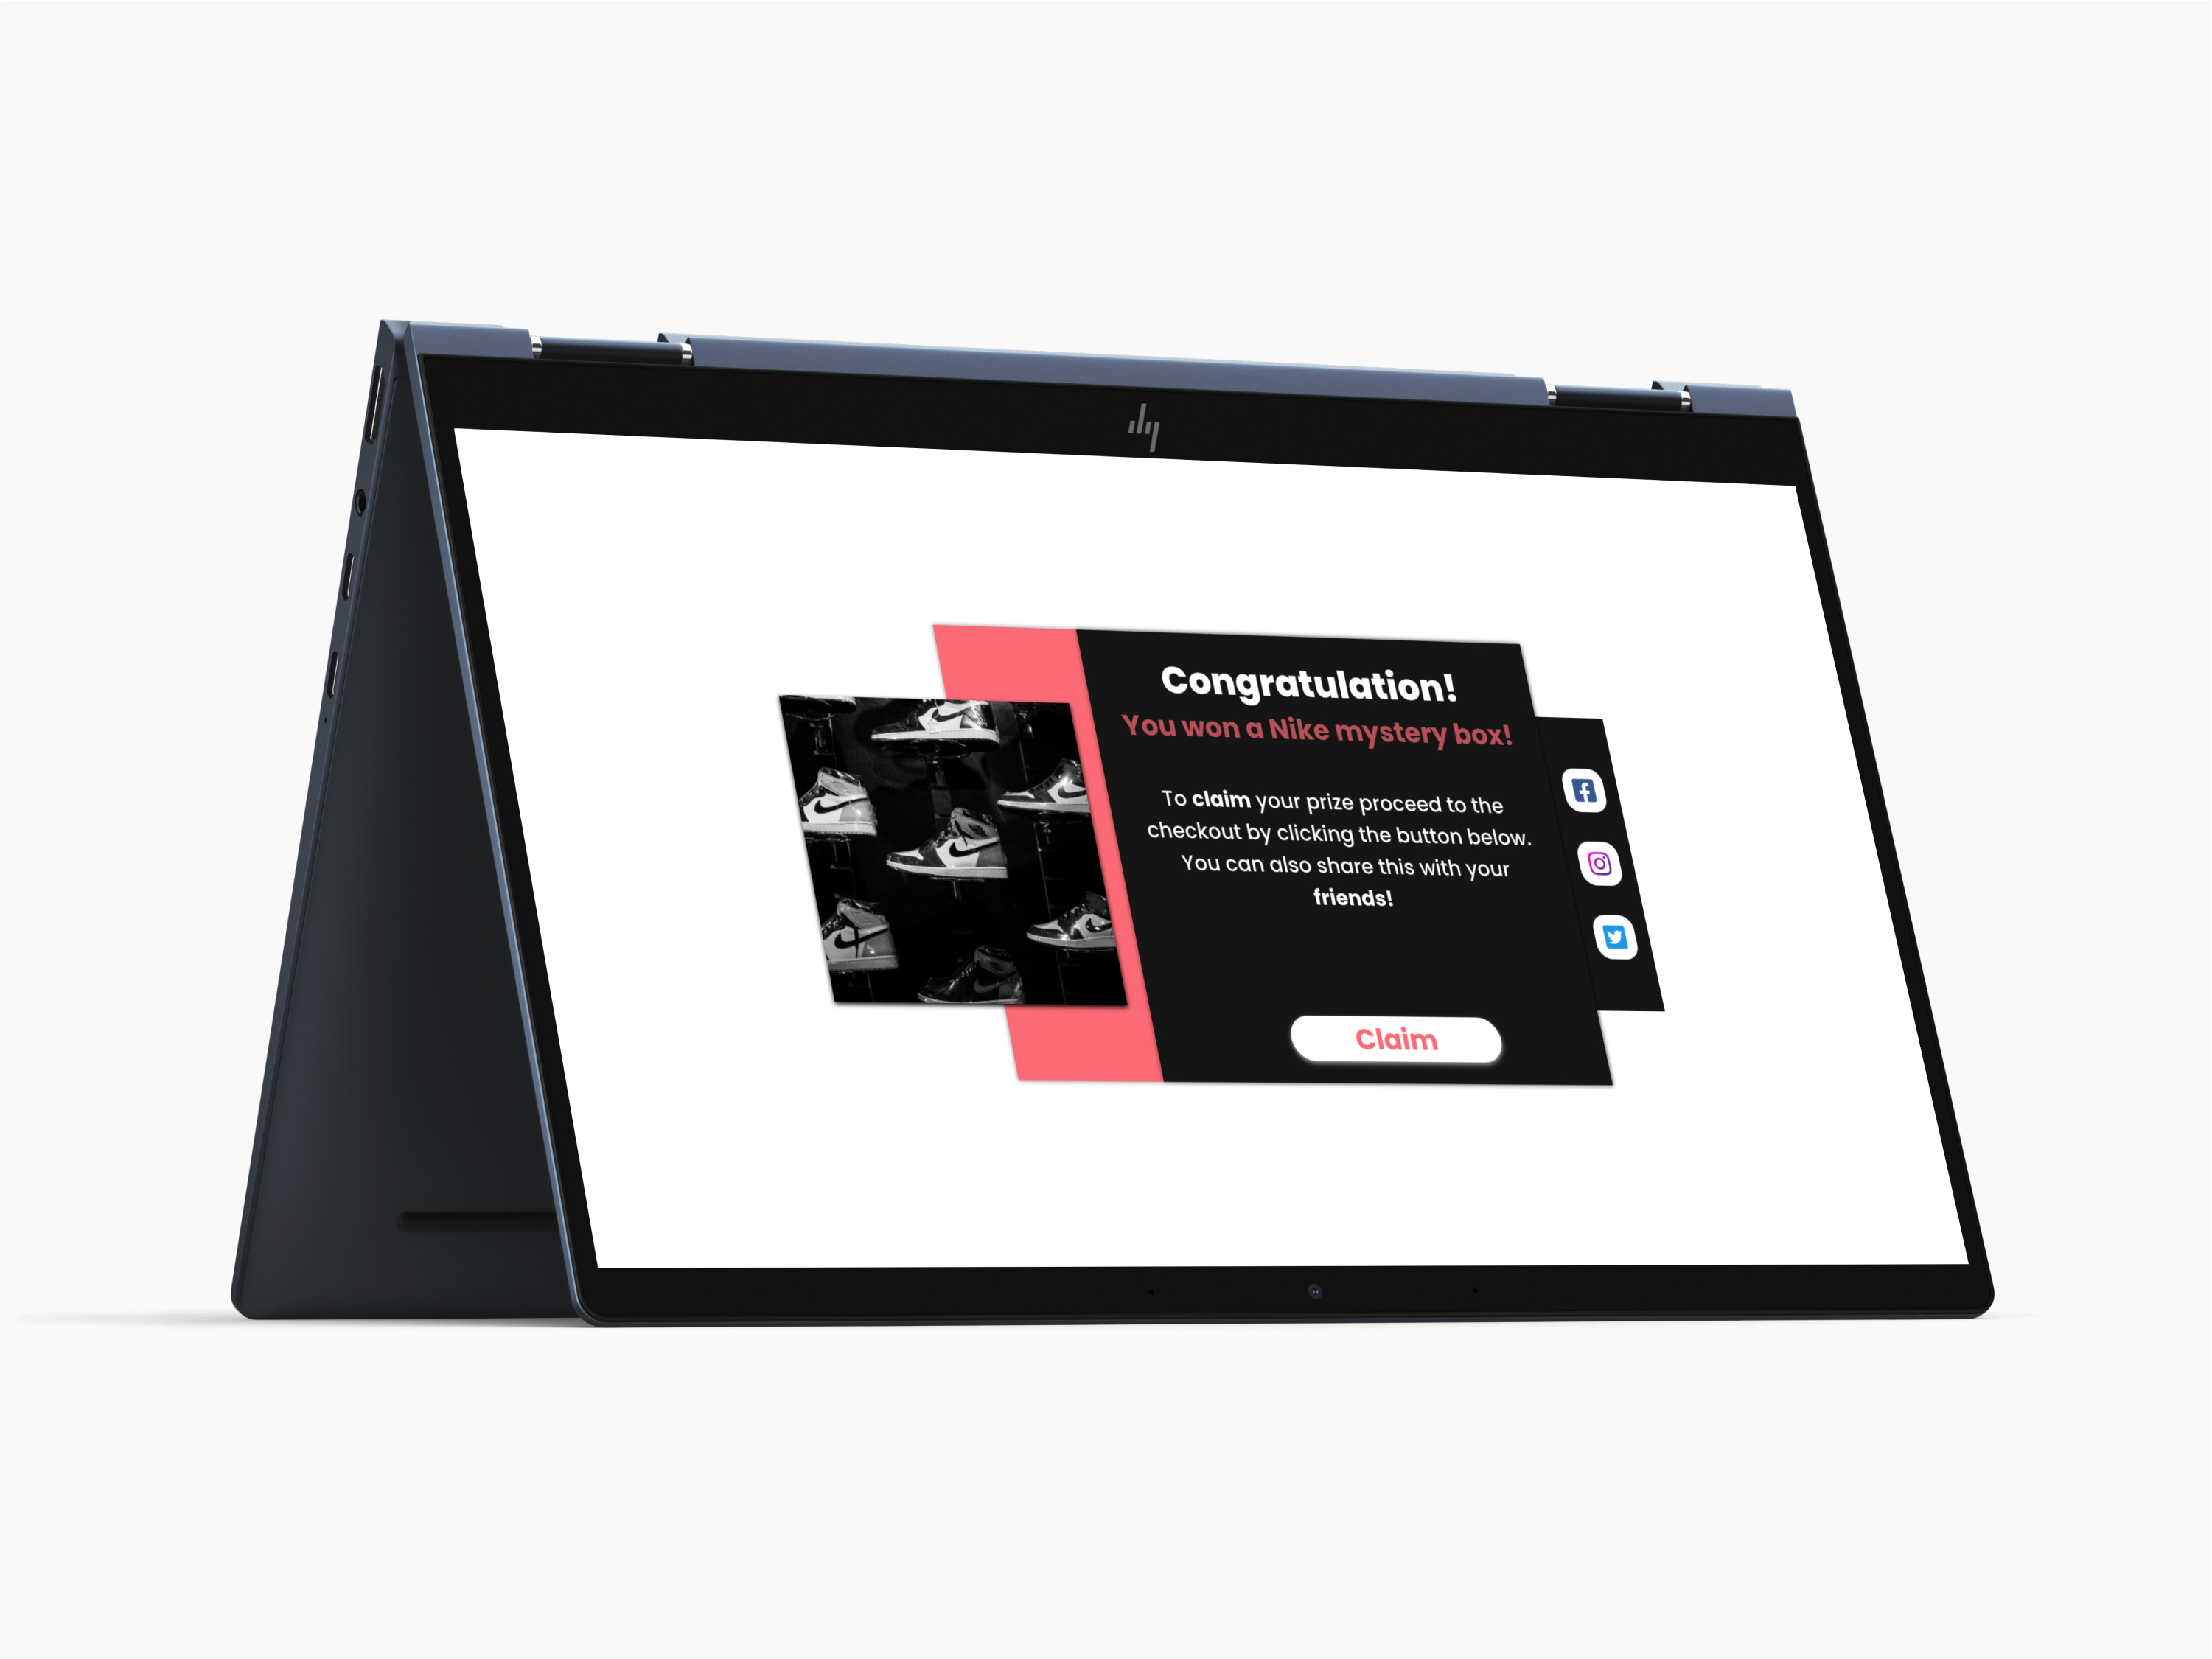 Congratulation!
You won a Nike mystery box!
To claim your prize proceed to the
checkout by clicking the button below.
You can also share this with your
friends!
Claim